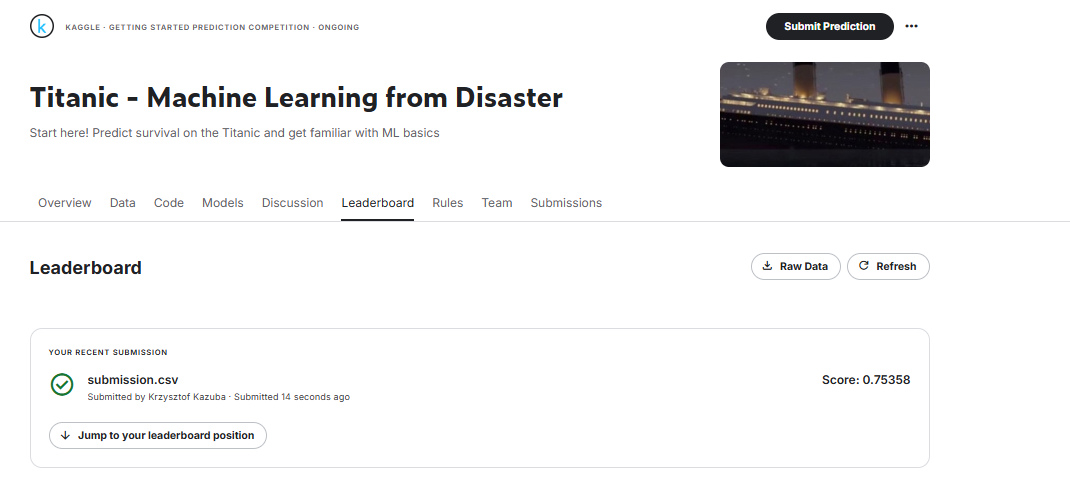 KAGGLE · GETTING STARTED PREDICTION COMPETITION · ONGOING
Submit Prediction
Titanic - Machine Learning from Disaster
Start here! Predict survival on the Titanic and get familiar with ML basics
Overview Data Code Models Discussion Leaderboard Rules Team Submissions
Leaderboard
Raw Data
Refresh
YOUR RECENT SUBMISSION
submission.csv
Score: 0.75358
Submitted by Krzysztof Kazuba · Submitted 14 seconds ago
Jump to your leaderboard position